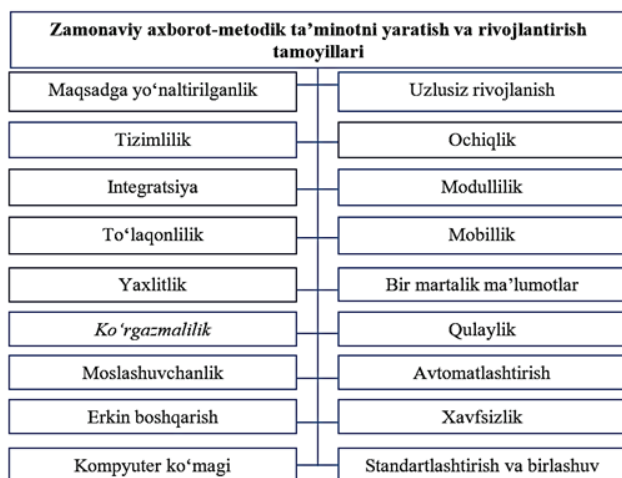 Zamonaviy axborot-metodik ta’minotni yaratish va rivojlantirish
tamoyillari
Maqsadga yo‘naltirilganlik
Uzlusiz rivojlanish
Tizimlilik
Ochiqlik
Integratsiya
Modullilik
To‘laqonlilik
Mobillik
Yaxlitlik
Bir martalik ma’lumotlar
Ko‘rgazmalilik
Qulaylik
Moslashuvchanlik
Avtomatlashtirish
Erkin boshqarish
Xavfsizlik
Kompyuter ko‘magi
Standartlashtirish va birlashuv